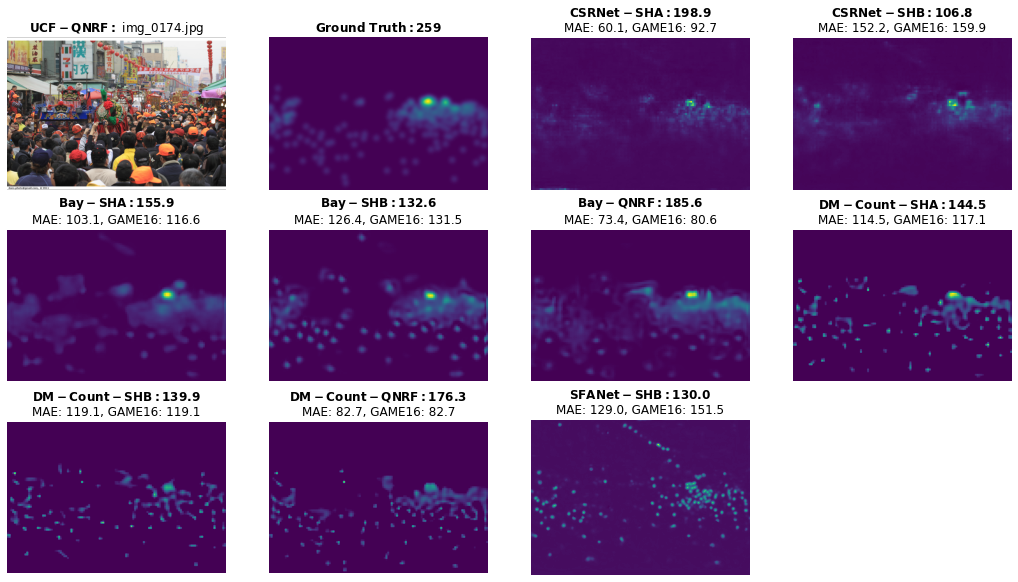 UCF − QNRF: img_0174.jpg
Ground Truth: 259
CSRNet − SHA: 198.9
MAE: 60.1, GAME16: 92.7
CSRNet − SHB: 106.8
MAE: 152.2, GAME16: 159.9
Bay − SHA: 155.9
MAE: 103.1, GAME16: 116.6
Bay − SHB: 132.6
MAE: 126.4, GAME16: 131.5
Bay − QNRF: 185.6
MAE: 73.4, GAME16: 80.6
DM − Count − SHA: 144.5
MAE: 114.5, GAME16: 117.1
DM − Count − SHB: 139.9
MAE: 119.1, GAME16: 119.1
DM − Count − QNRF: 176.3
MAE: 82.7, GAME16: 82.7
SFANet − SHB: 130.0
MAE: 129.0, GAME16: 151.5